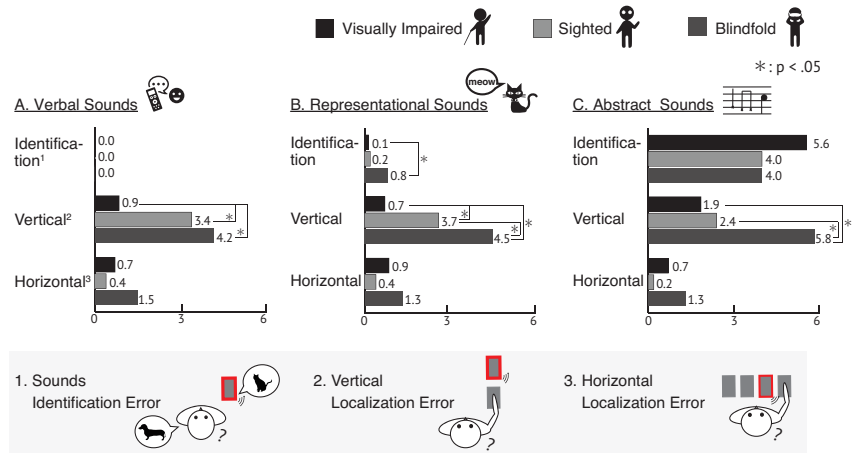 Visually Impaired Sighted Blindfold
*: p < .05
A. Verbal Sounds
Identifica-
tion¹
0.0
0.0
0.0
Vertical²
0.9
3.4 *
4.2 *
Horizontal³
0.7
0.4
1.5
0 3 6
meow
B. Representational Sounds
Identifica-
tion
0.1
0.2 *
0.8
Vertical
0.7
3.7 * *
4.5 *
Horizontal
0.9
0.4
1.3
0 3 6
C. Abstract Sounds
Identifica-
tion
5.6
4.0
4.0
Vertical
1.9
2.4 * *
5.8
Horizontal
0.7
0.2
1.3
0 3 6
1. Sounds
Identification Error
?
2. Vertical
Localization Error
?
3. Horizontal
Localization Error
?